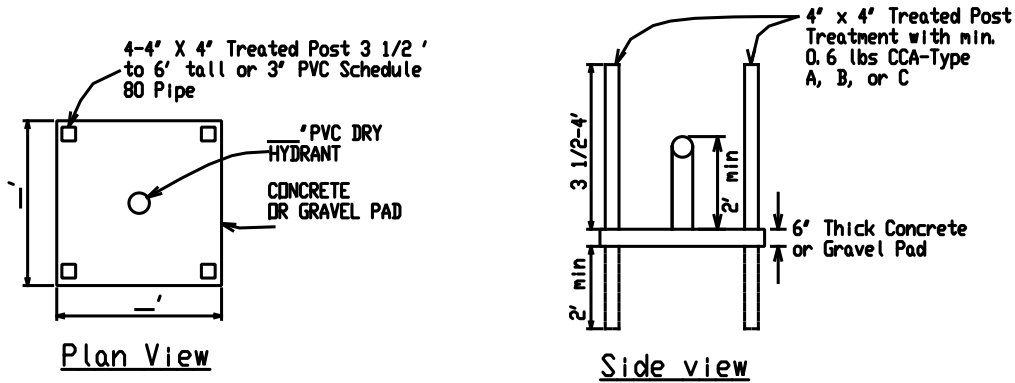 4-4" X 4" Treated Post 3 1/2 '
to 6' tall or 3" PVC Schedule
80 Pipe
___"PVC DRY
HYDRANT
CONCRETE
OR GRAVEL PAD
__'
__'
Plan View
4" x 4" Treated Post
Treatment with min.
0.6 lbs CCA-Type
A, B, or C
3 1/2-4'
2' min
6" Thick Concrete
or Gravel Pad
2' min
Side view